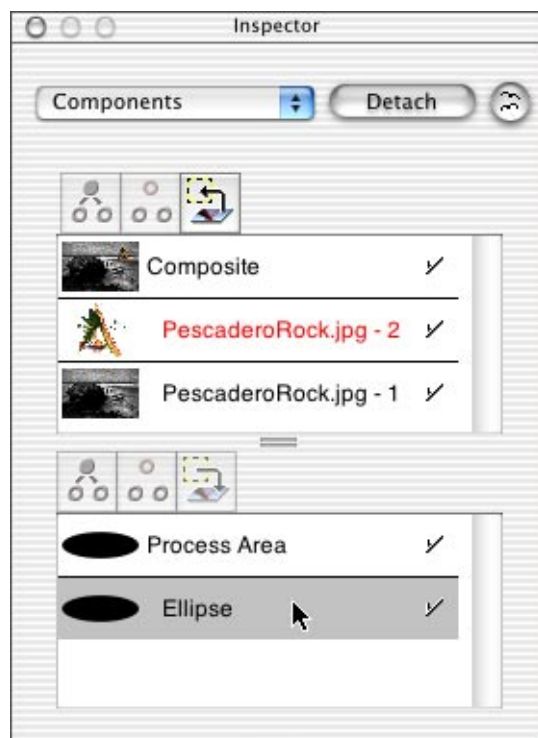 Inspector
Components
Detach
Composite
PescaderoRock.jpg - 2
PescaderoRock.jpg - 1
Process Area
Ellipse